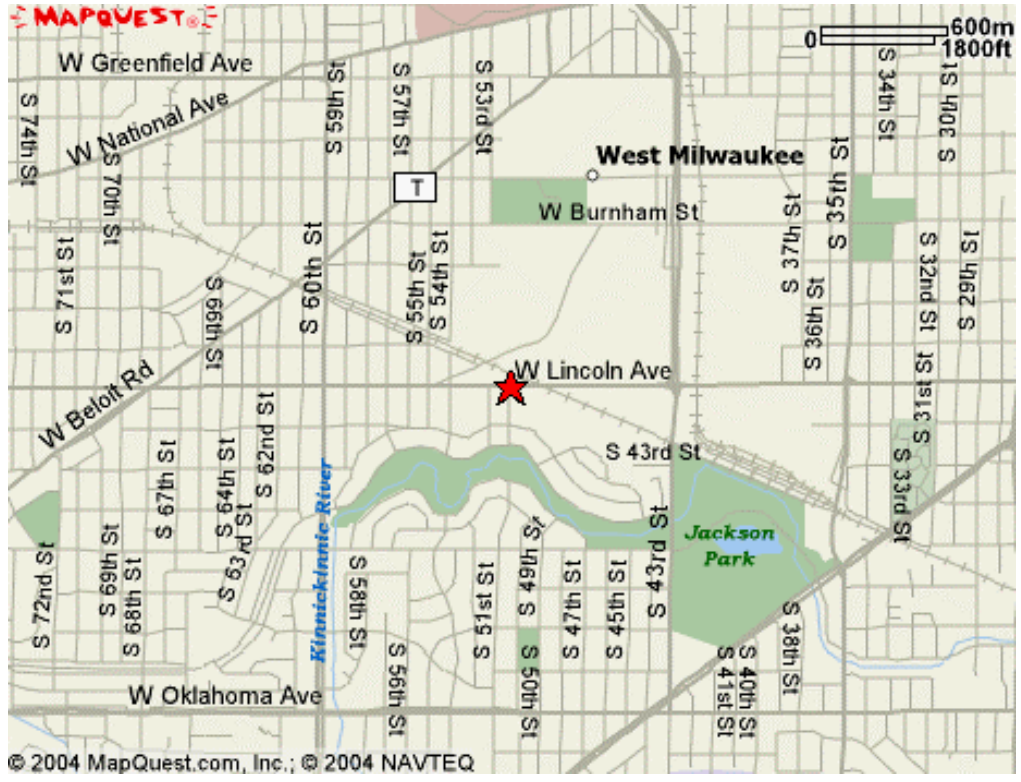 MAPQUEST®
0
600m
1800ft
W Greenfield Ave
W National Ave
S 74th St
S 70th St
S 59th St
S 57th St
S 53rd St
S 34th St
S 30th St
T
West Milwaukee
W Burnham St
S 35th St
S 37th St
S 36th St
S 32nd St
S 29th St
S 71st St
S 66th St
S 60th St
S 55th St
S 54th St
W Lincoln Ave
W Beloit Rd
S 31st St
S 33rd St
S 67th St
S 64th St
S 62nd St
S 63rd St
S 43rd St
Kinnickinnic River
Jackson
Park
S 72nd St
S 69th St
S 68th St
S 58th St
S 51st St
S 49th St
S 47th St
S 45th St
S 43rd St
S 38th St
S 56th St
S 50th St
S 41st St
S 40th St
W Oklahoma Ave
© 2004 MapQuest.com, Inc.; © 2004 NAVTEQ